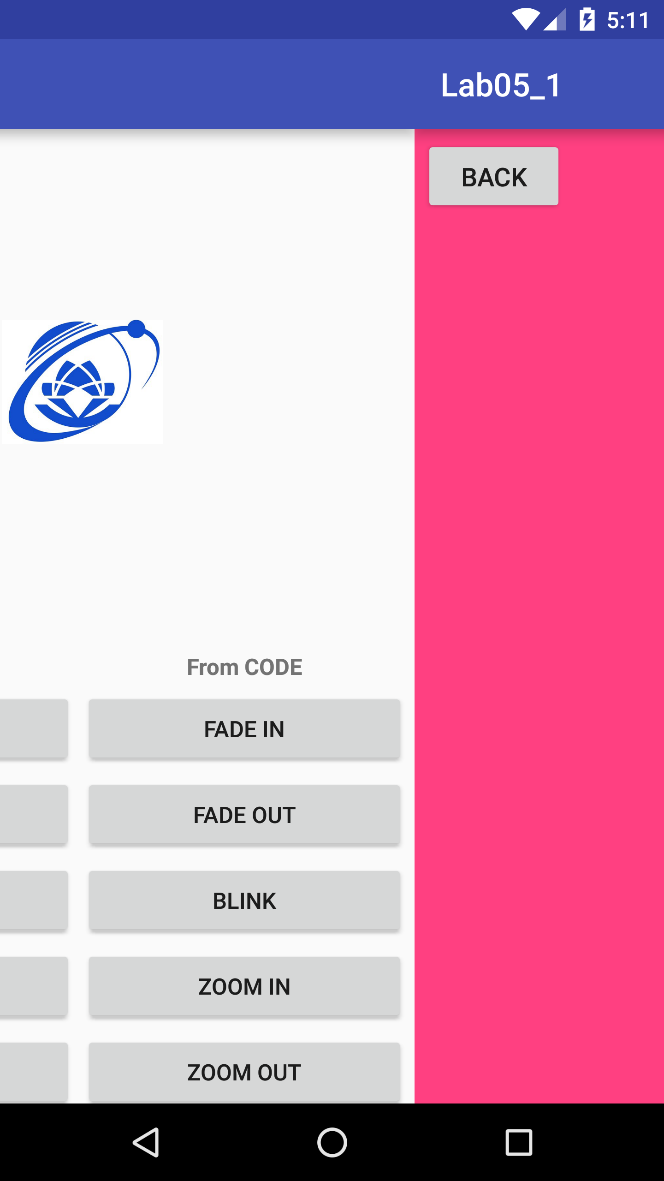 5:11
Lab05_1
BACK
From CODE
FADE IN
FADE OUT
BLINK
ZOOM IN
ZOOM OUT